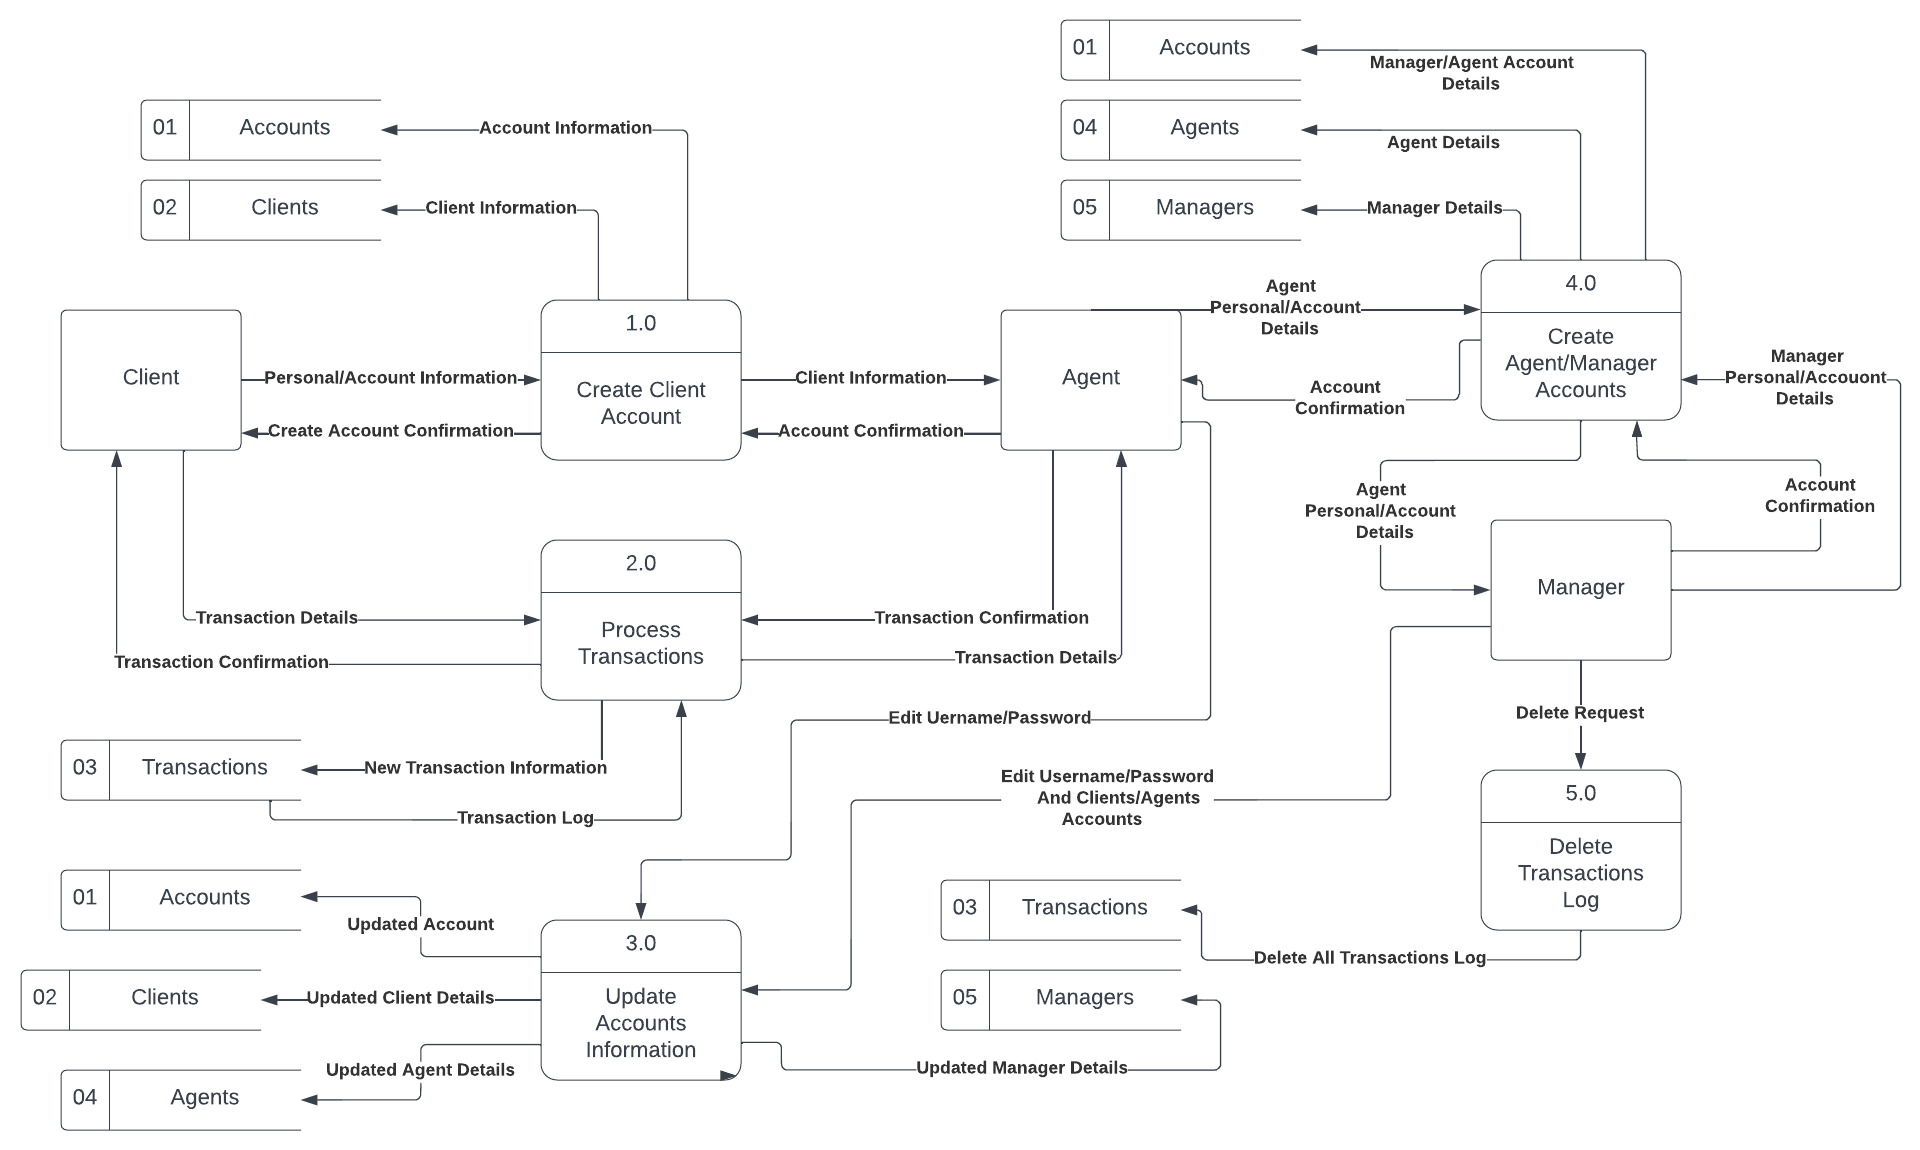 01
Accounts
Manager/Agent Account
Details
01
Accounts
Account Information
04
Agents
Agent Details
02
Clients
Client Information
05
Managers
Manager Details
4.0
Create
Agent/Manager
Accounts
Agent
Personal/Account
Details
1.0
Create Client
Account
Client
Personal/Account Information
Client Information
Agent
Account
Confirmation
Manager
Personal/Accouont
Details
Create Account Confirmation
Account Confirmation
Agent
Personal/Account
Details
Account
Confirmation
2.0
Process
Transactions
Manager
Transaction Details
Transaction Confirmation
Transaction Confirmation
Transaction Details
Delete Request
Edit Uername/Password
03
Transactions
New Transaction Information
Transaction Log
Edit Username/Password
And Clients/Agents
Accounts
5.0
Delete
Transactions
Log
01
Accounts
Updated Account
3.0
Update
Accounts
Information
03
Transactions
Delete All Transactions Log
02
Clients
Updated Client Details
05
Managers
Updated Agent Details
Updated Manager Details
04
Agents